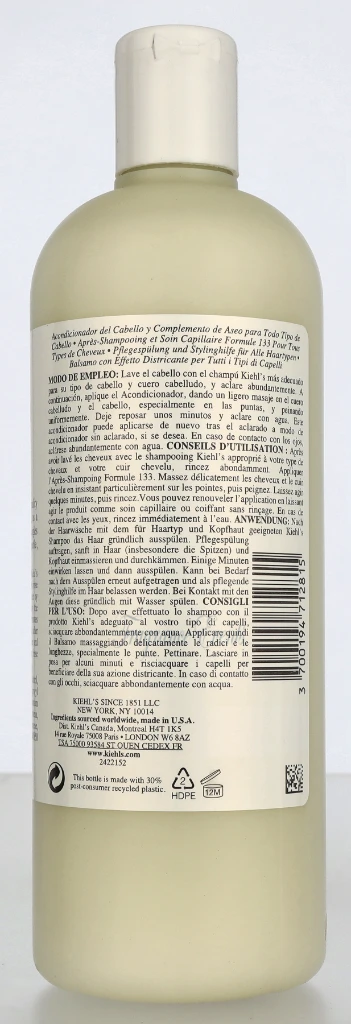 Acondicionador del Cabello y Complemento de Aseo para Todo Tipo de
Cabello • Après-Shampooing et Soin Capillaire Formule 133 Pour Tous
Types de Cheveux • Pflegespülung und Stylinghilfe für Alle Haartypen •
Balsamo con Effetto Districante per Tutti i Tipi di Capelli
MODO DE EMPLEO: Lave el cabello con el champú Kiehl's más adecuado
para su tipo de cabello y cuero cabelludo, y aclare abundantemente. A
continuación, aplique el Acondicionador, dando un ligero masaje en el cuero
cabelludo y el cabello, especialmente en las puntas, y peinando
uniformemente. Deje reposar unos minutos y aclare con agua. Este
acondicionador puede aplicarse de nuevo tras el aclarado a modo de
acondicionador sin aclarado, si se desea. En caso de contacto con los ojos,
aclárase abundantemente con agua. CONSEILS D'UTILISATION: Après
avoir lavé les cheveux avec le shampooing Kiehl's approprié à votre type de
cheveux et votre cuir chevelu, rincez abondamment. Appliquer
l'Après-Shampoing Formule 133. Massez délicatement les cheveux et le cuir
chevelu en insistant particulièrement sur les pointes, puis peignez. Laissez agir
quelques minutes, puis rincez. Vous pouvez renouveler l'application en laissant
agir le produit comme soin capillaire ou coiffant sans rinçage. En cas de
contact avec les yeux, rincez immédiatement à l'eau. ANWENDUNG: Nach
der Haarwäsche mit dem für Haartyp und Kopfhaut geeigneten Kiehl's
Shampoo das Haar gründlich ausspülen. Pflegespülung
auftragen, sanft in Haar (insbesondere die Spitzen) und
Kopfhaut einmassieren und durchkämmen. Einige Minuten
einwirken lassen und dann ausspülen. Kann bei Bedarf
nach dem Ausspülen erneut aufgetragen und als pflegende
Stylinghilfe im Haar belassen werden. Bei Kontakt mit den
Augen diese gründlich mit Wasser spülen. CONSIGLI
PER L'USO: Dopo aver effettuato lo shampoo con il
prodotto Kiehl's adeguato al vostro tipo di capelli,
sciacquare abbondantemente con aqua. Applicare quindi
il Balsamo massaggiando delicatamente le radici e le
lunghezze, specialmente le punte. Pettinare. Lasciare in
posa per alcuni minuti e risciacquare i capelli per
beneficiare della sua azione districante. In caso di contatto
con gli occhi, sciacquare abbondantemente con acqua.
3 700194 712815
KIEHL'S SINCE 1851 LLC
NEW YORK, NY 10014
Ingredients sourced worldwide, made in U.S.A.
Dist. Kiehl's Canada, Montreal H4T 1K5
14 rue Royale 75008 Paris • LONDON W6 8AZ
TSA 75000 93584 ST OUEN CEDEX FR
www.kiehls.com
2422152
This bottle is made with 30%
post-consumer recycled plastic.
2
HDPE
12M